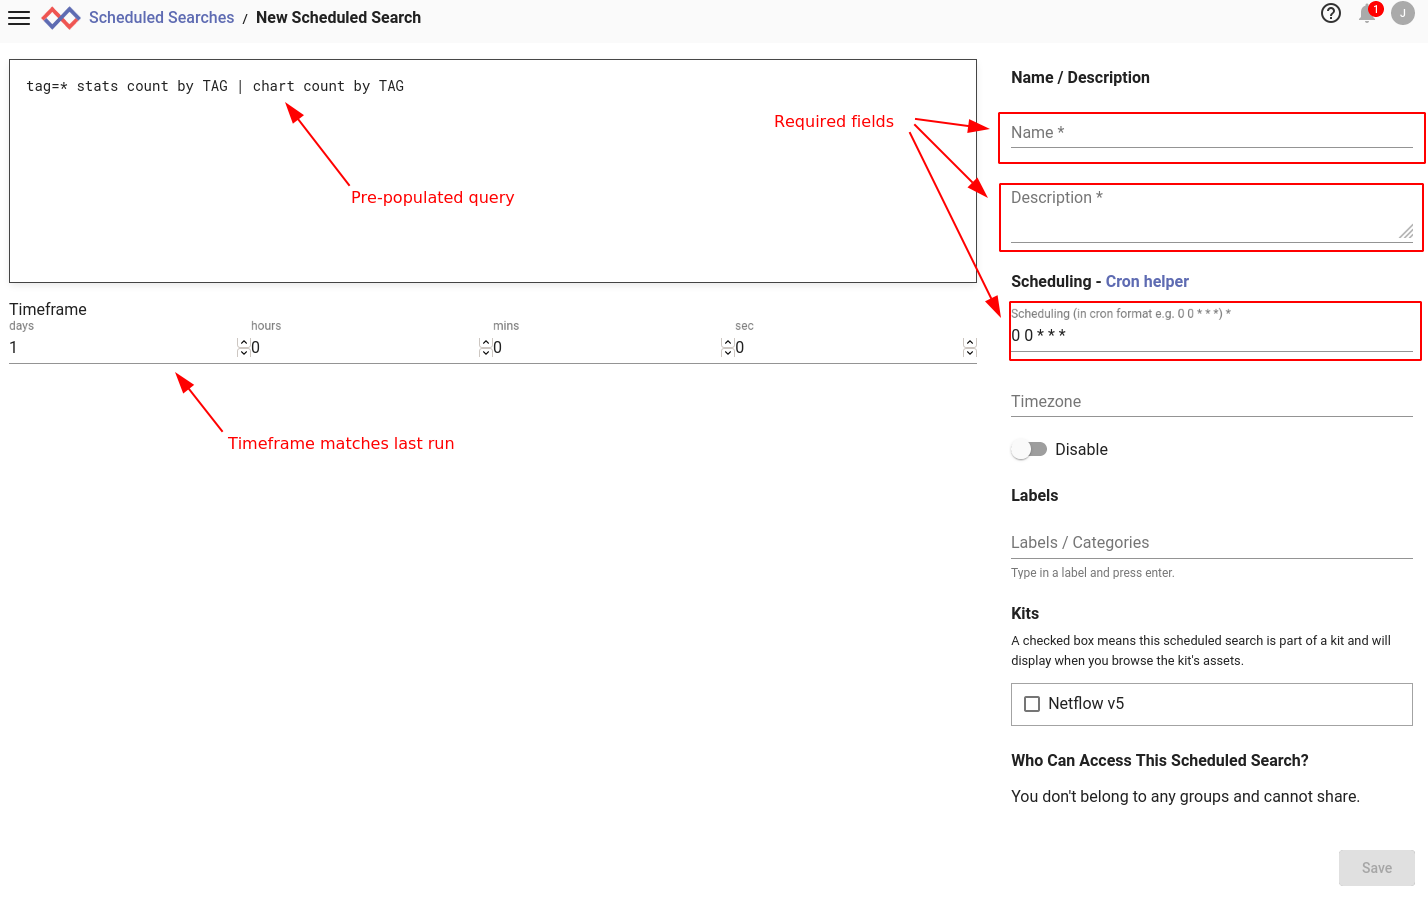 Scheduled Searches / New Scheduled Search
1
J
tag=* stats count by TAG | chart count by TAG
Pre-populated query
Required fields
Timeframe
days hours mins sec
1 0 0 0
Timeframe matches last run
Name / Description
Name *
Description *
Scheduling - Cron helper
Scheduling (in cron format e.g. 0 0 * * *) *
0 0 * * *
Timezone
Disable
Labels
Labels / Categories
Type in a label and press enter.
Kits
A checked box means this scheduled search is part of a kit and will
display when you browse the kit's assets.
Netflow v5
Who Can Access This Scheduled Search?
You don't belong to any groups and cannot share.
Save